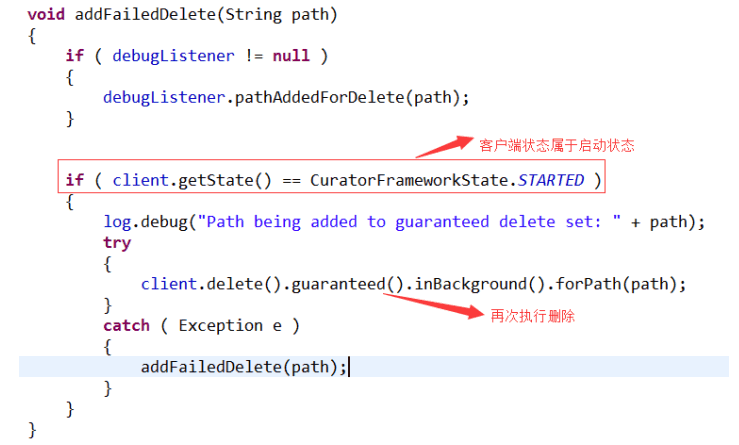 void addFailedDelete(String path)
{
    if ( debugListener != null )
    {
        debugListener.pathAddedForDelete(path);
    }
客户端状态属于启动状态
    if ( client.getState() == CuratorFrameworkState.STARTED )
    {
        log.debug("Path being added to guaranteed delete set: " + path);
        try
        {
            client.delete().guaranteed().inBackground().forPath(path);
        }
再次执行删除
        catch ( Exception e )
        {
            addFailedDelete(path);
        }
    }
}